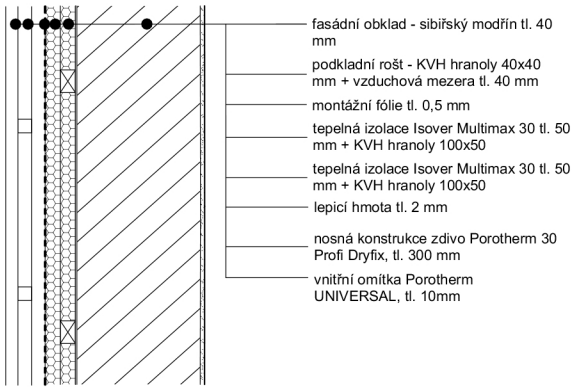 fasádní obklad - sibiřský modřín tl. 40
mm
podkladní rošt - KVH hranoly 40x40
mm + vzduchová mezera tl. 40 mm
montážní fólie tl. 0,5 mm
tepelná izolace Isover Multimax 30 tl. 50
mm + KVH hranoly 100x50
tepelná izolace Isover Multimax 30 tl. 50
mm + KVH hranoly 100x50
lepicí hmota tl. 2 mm
nosná konstrukce zdivo Porotherm 30
Profi Dryfix, tl. 300 mm
vnitřní omítka Porotherm
UNIVERSAL, tl. 10mm